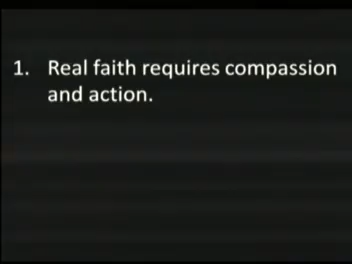 1. Real faith requires compassion
and action.